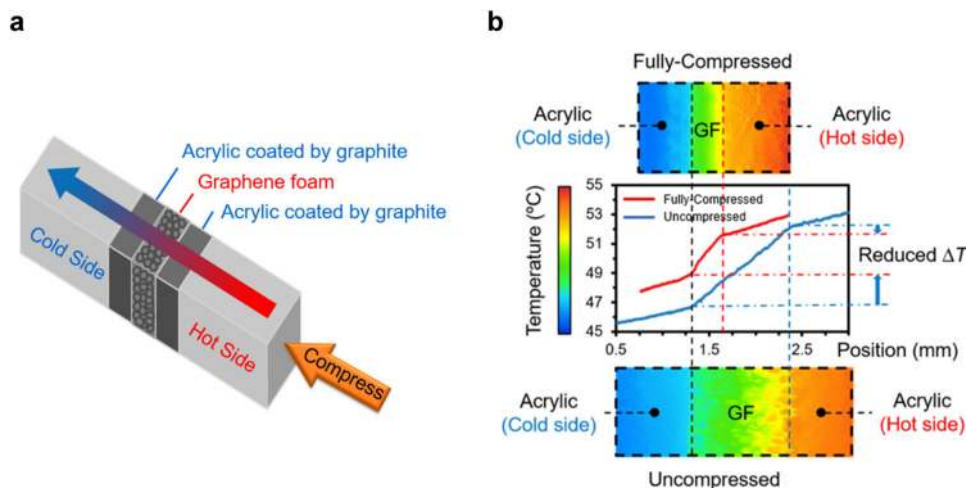 a
Acrylic coated by graphite
Graphene foam
Acrylic coated by graphite
Cold Side
Hot Side
Compress
b
Fully-Compressed
Acrylic
(Cold side)
GF
Acrylic
(Hot side)
Temperature (ºC)
55
53
51
49
47
45
Fully-Compressed
Uncompressed
Reduced ΔT
0.5
1.5
2.5
Position (mm)
Acrylic
(Cold side)
GF
Acrylic
(Hot side)
Uncompressed